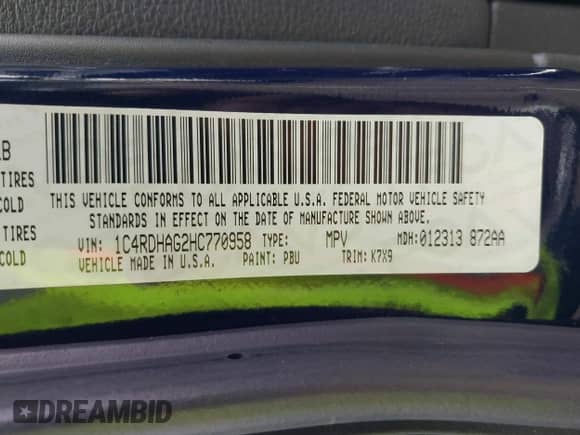 LB
TIRES
COLD
TIRES
COLD
THIS VEHICLE CONFORMS TO ALL APPLICABLE U.S.A. FEDERAL MOTOR VEHICLE SAFETY
STANDARDS IN EFFECT ON THE DATE OF MANUFACTURE SHOWN ABOVE.
VIN: 1C4RDHAG2HC770958 TYPE: MPV MDH: 012313 872AA
VEHICLE MADE IN U.S.A. PAINT: PBU TRIM: K7X9
DREAMBID